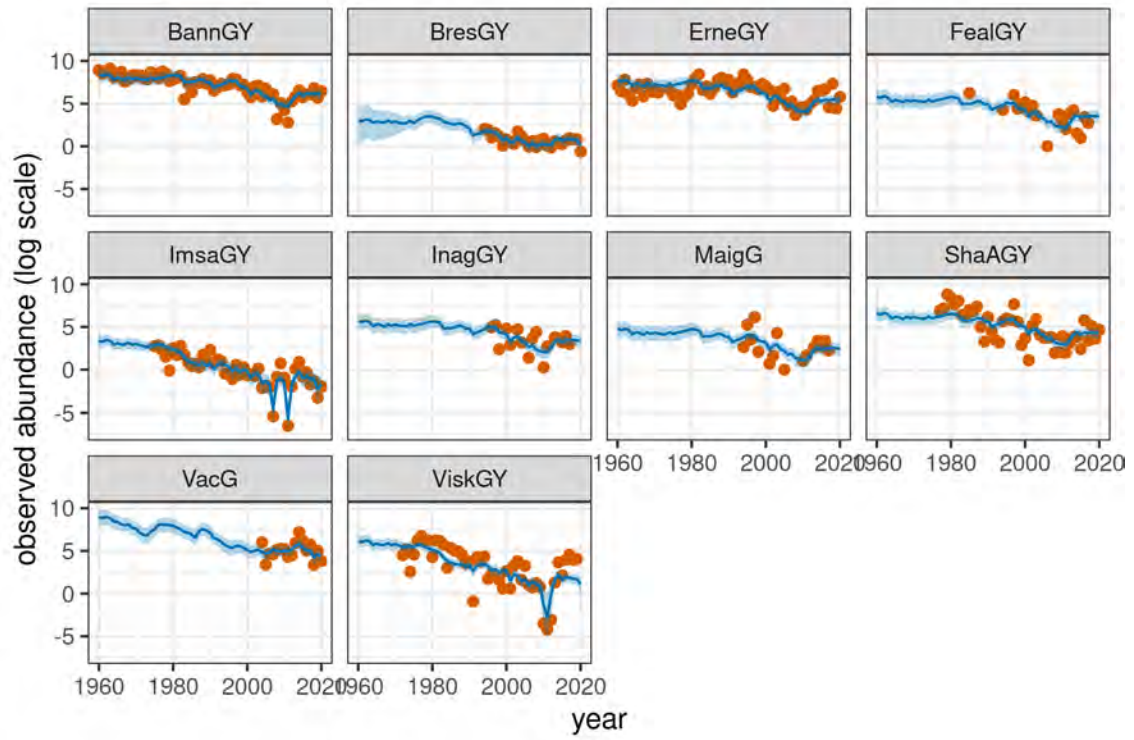 BannGY BresGY ErneGY FealGY
10
5
0
-5
ImsaGY InagGY MaigG ShaAGY
10
5
0
-5
1960 1980 2000 2020 1960 1980 2000 2020
VacG ViskGY
10
5
0
-5
1960 1980 2000 2020 1960 1980 2000 2020
observed abundance (log scale)
year